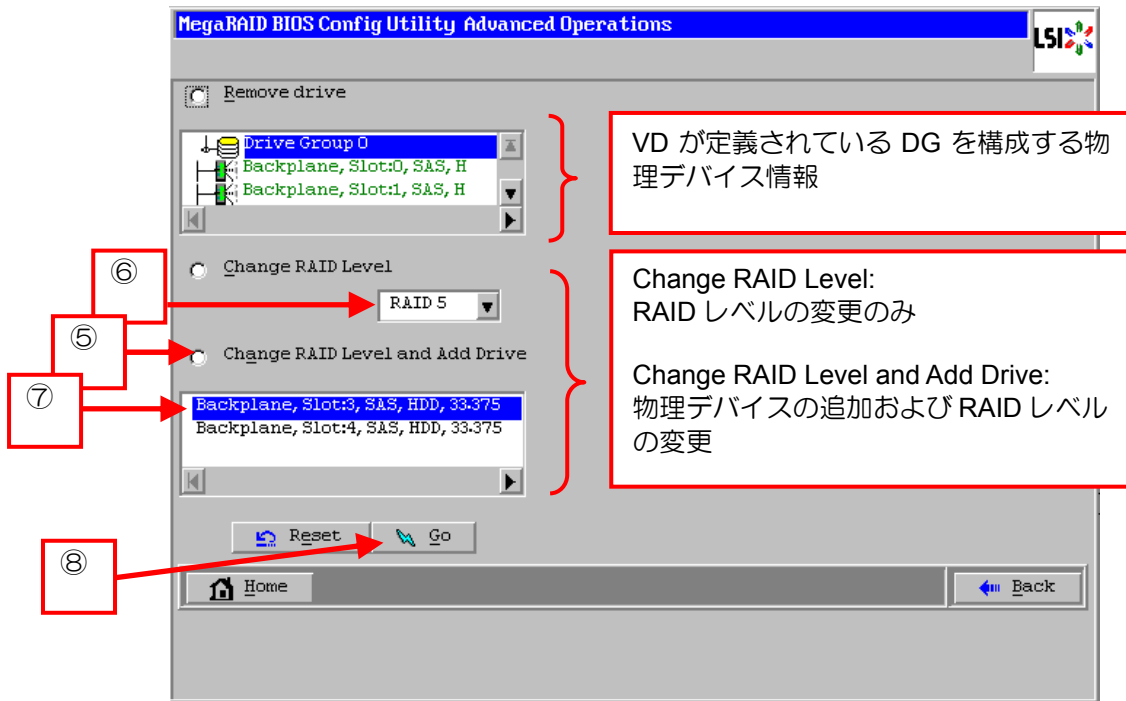 MegaRAID BIOS Config Utility Advanced Operations
LSI
Remove drive
Drive Group 0
Backplane, Slot:0, SAS, H
Backplane, Slot:1, SAS, H
VD が定義されている DG を構成する物
理デバイス情報
⑥
Change RAID Level
RAID 5
⑤
Change RAID Level and Add Drive
⑦
Backplane, Slot:3, SAS, HDD, 33.375
Backplane, Slot:4, SAS, HDD, 33.375
Change RAID Level:
RAID レベルの変更のみ
Change RAID Level and Add Drive:
物理デバイスの追加および RAID レベル
の変更
Reset
Go
⑧
Home
Back